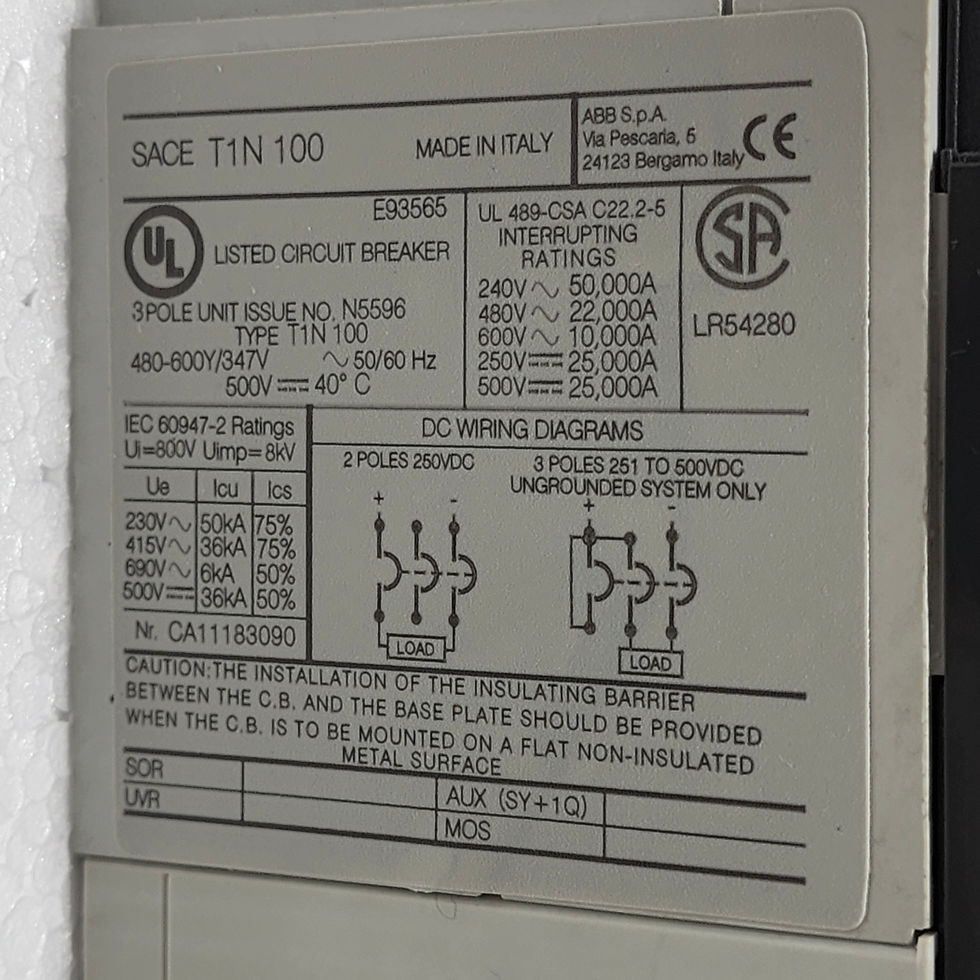 SACE T1N 100
MADE IN ITALY
ABB S.p.A.
Via Pescaria, 5
24123 Bergamo Italy
CE
UL
E93565
LISTED CIRCUIT BREAKER
3 POLE UNIT ISSUE NO. N5596
TYPE T1N 100
480-600Y/347V ∿ 50/60 Hz
500V ⎓ 40° C
UL 489-CSA C22.2-5
INTERRUPTING
RATINGS
240V ∿ 50,000A
480V ∿ 22,000A
600V ∿ 10,000A
250V ⎓ 25,000A
500V ⎓ 25,000A
SA
LR54280
IEC 60947-2 Ratings
Ui=800V Uimp=8kV
Ue Icu Ics
230V ∿ 50kA 75%
415V ∿ 36kA 75%
690V ∿ 6kA 50%
500V ⎓ 36kA 50%
Nr. CA11183090
DC WIRING DIAGRAMS
2 POLES 250VDC
+ -
LOAD
3 POLES 251 TO 500VDC
UNGROUNDED SYSTEM ONLY
+ -
LOAD
CAUTION:THE INSTALLATION OF THE INSULATING BARRIER
BETWEEN THE C.B. AND THE BASE PLATE SHOULD BE PROVIDED
WHEN THE C.B. IS TO BE MOUNTED ON A FLAT NON-INSULATED
METAL SURFACE
SOR
UVR
AUX (SY+1Q)
MOS